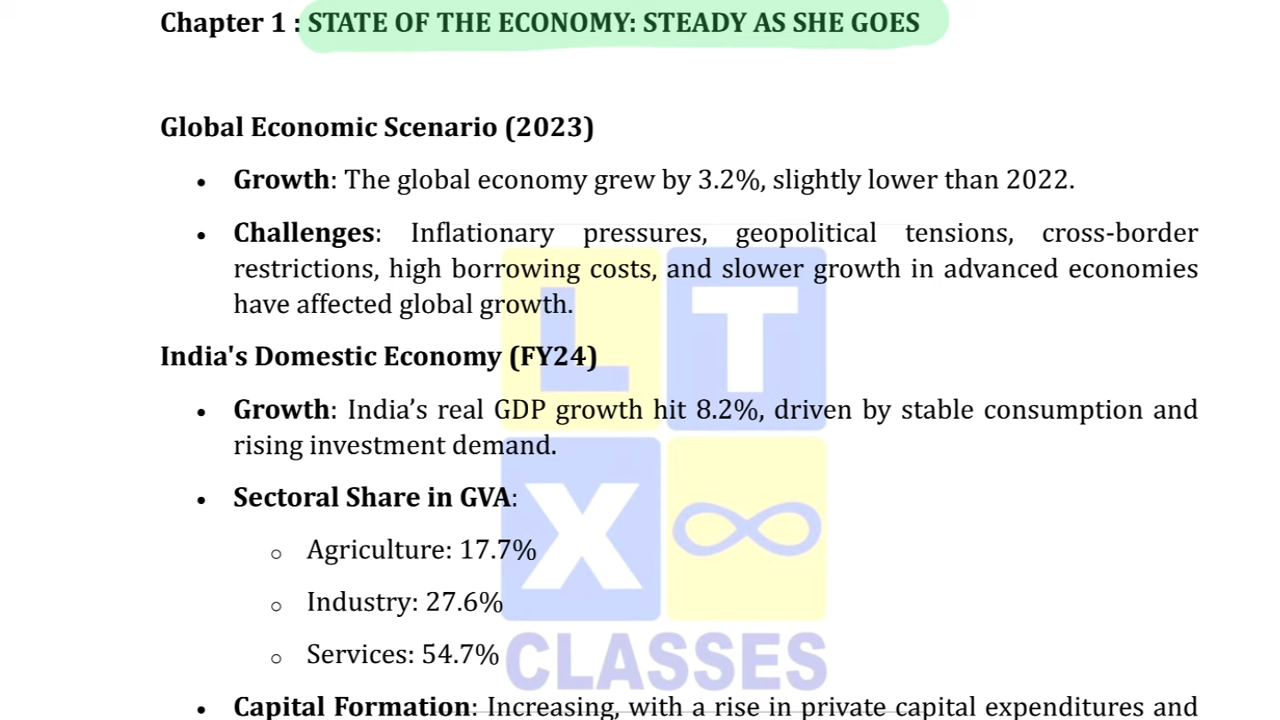 Chapter 1 : STATE OF THE ECONOMY: STEADY AS SHE GOES
Global Economic Scenario (2023)
• Growth: The global economy grew by 3.2%, slightly lower than 2022.
• Challenges: Inflationary pressures, geopolitical tensions, cross-border
restrictions, high borrowing costs, and slower growth in advanced economies
have affected global growth.
India's Domestic Economy (FY24)
• Growth: India’s real GDP growth hit 8.2%, driven by stable consumption and
rising investment demand.
• Sectoral Share in GVA:
o Agriculture: 17.7%
o Industry: 27.6%
o Services: 54.7%
• Capital Formation: Increasing, with a rise in private capital expenditures and
L T
X ∞
CLASSES